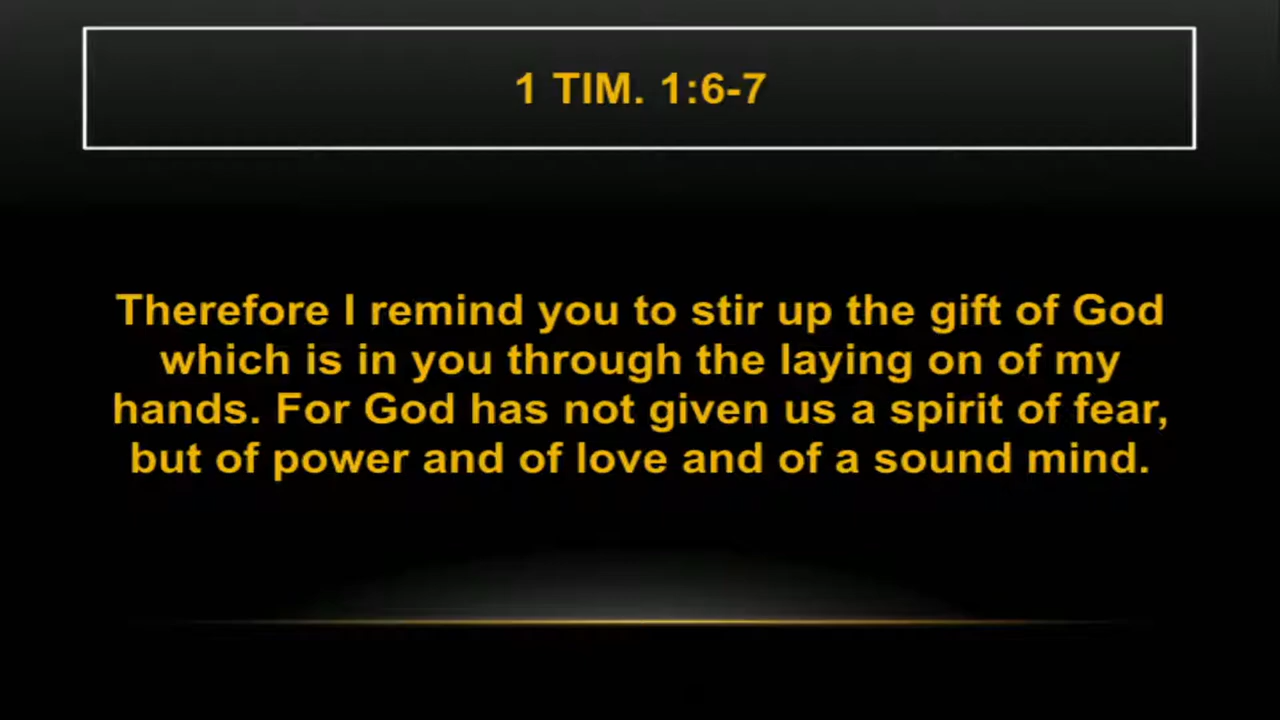 1 TIM. 1:6-7
Therefore I remind you to stir up the gift of God
which is in you through the laying on of my
hands. For God has not given us a spirit of fear,
but of power and of love and of a sound mind.